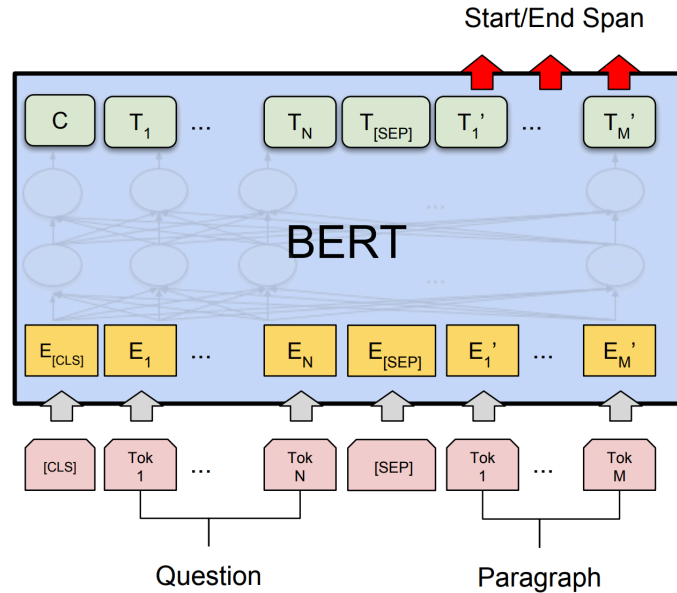 Start/End Span
C T1 ... TN T[SEP] T1' ... TM'
...
BERT
...
E[CLS] E1 ... EN E[SEP] E1' ... EM'
[CLS] Tok 1 ... Tok N [SEP] Tok 1 ... Tok M
Question Paragraph